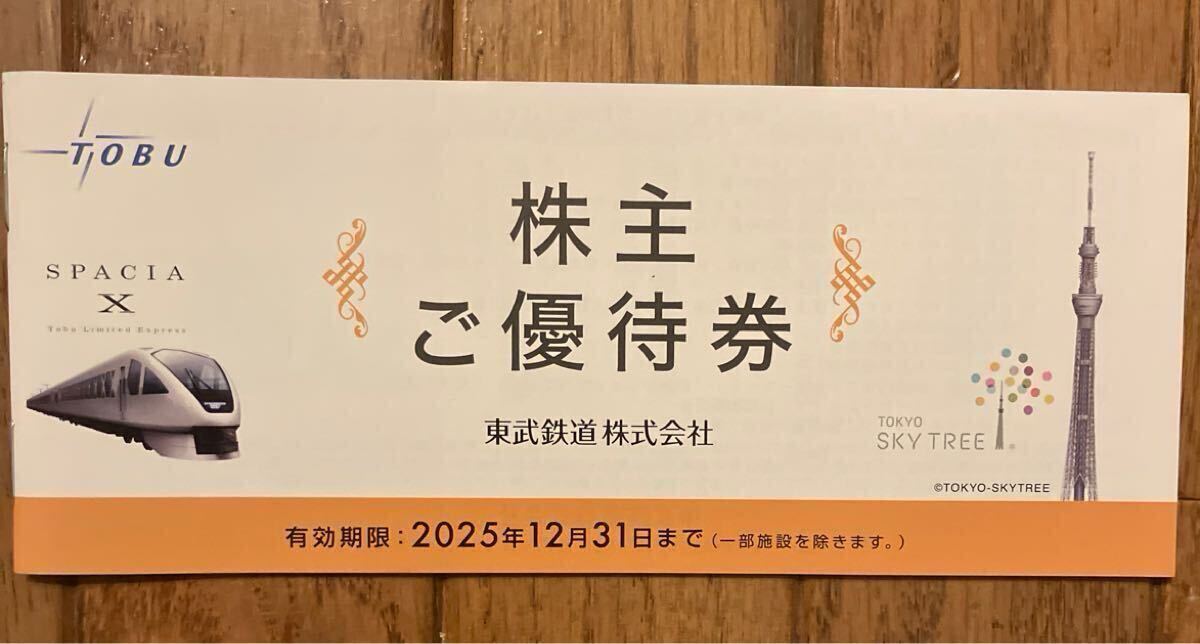 TOBU
SPACIA
X
Tobu Limited Express
株主
ご優待券
東武鉄道株式会社
TOKYO
SKY TREE
®
©TOKYO-SKYTREE
有効期限：2025年12月31日まで（一部施設を除きます。）